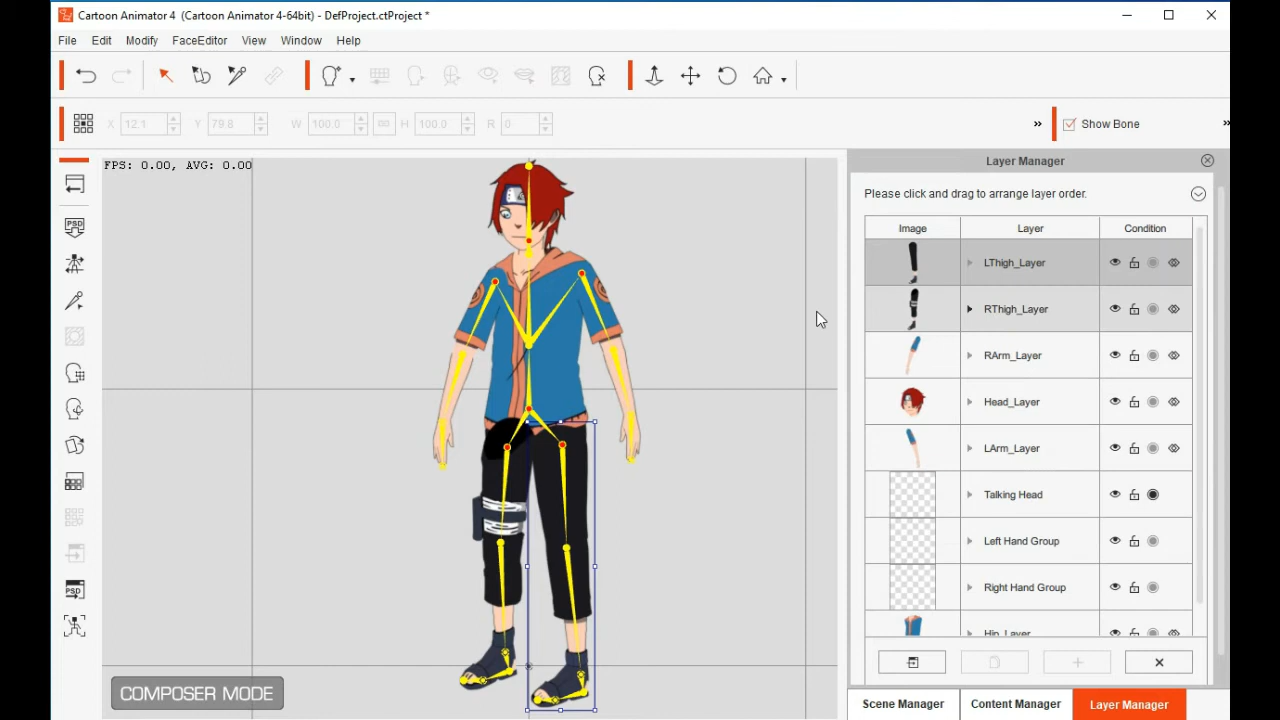 Cartoon Animator 4 (Cartoon Animator 4-64bit) - DefProject.ctProject *
File Edit Modify FaceEditor View Window Help
X 12.1 Y 79.8 W 100.0 H 100.0 R 0 » Show Bone »
FPS: 0.00, AVG: 0.00
Layer Manager
Please click and drag to arrange layer order.
Image Layer Condition
LThigh_Layer
RThigh_Layer
RArm_Layer
Head_Layer
LArm_Layer
Talking Head
Left Hand Group
Right Hand Group
Hip_Layer
PSD
PSD
COMPOSER MODE
Scene Manager Content Manager Layer Manager